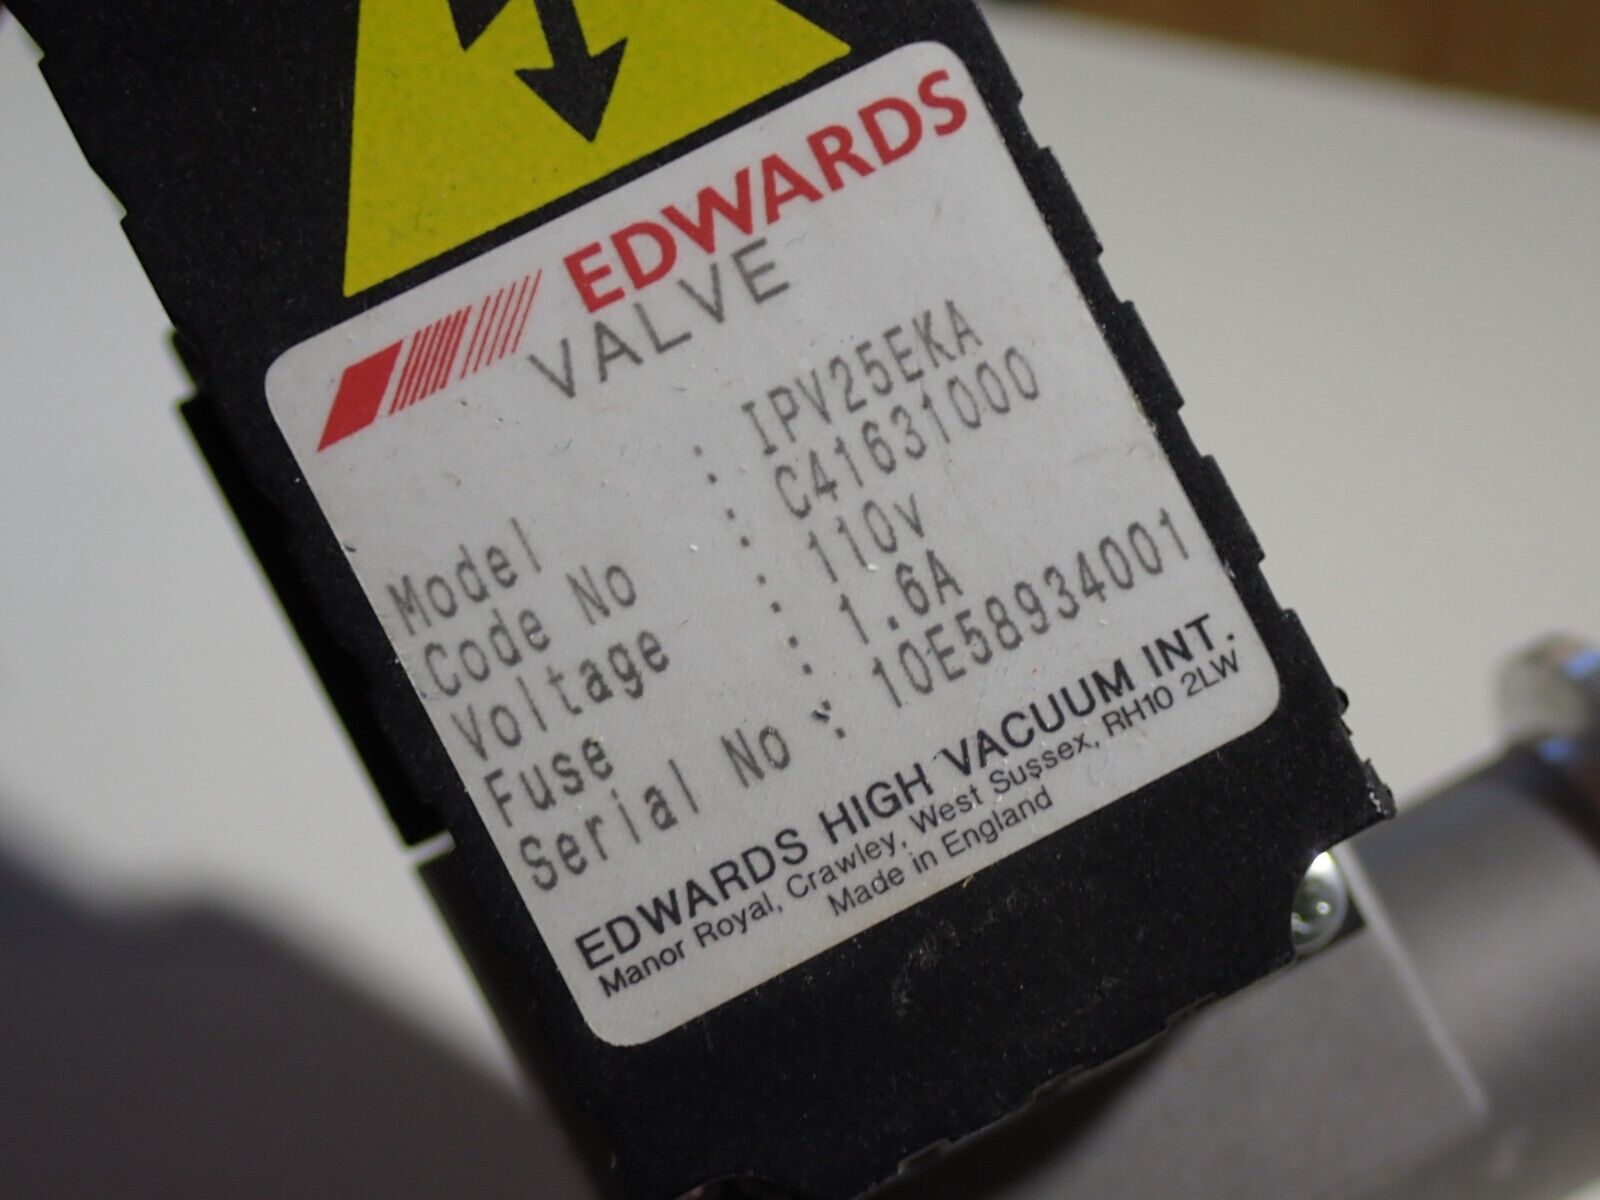 EDWARDS
VALVE
Model : IPV25EKA
Code No : C41631000
Voltage : 110v
Fuse : 1.6A
Serial No : 10E58934001
EDWARDS HIGH VACUUM INT.
Manor Royal, Crawley, West Sussex, RH10 2LW
Made in England